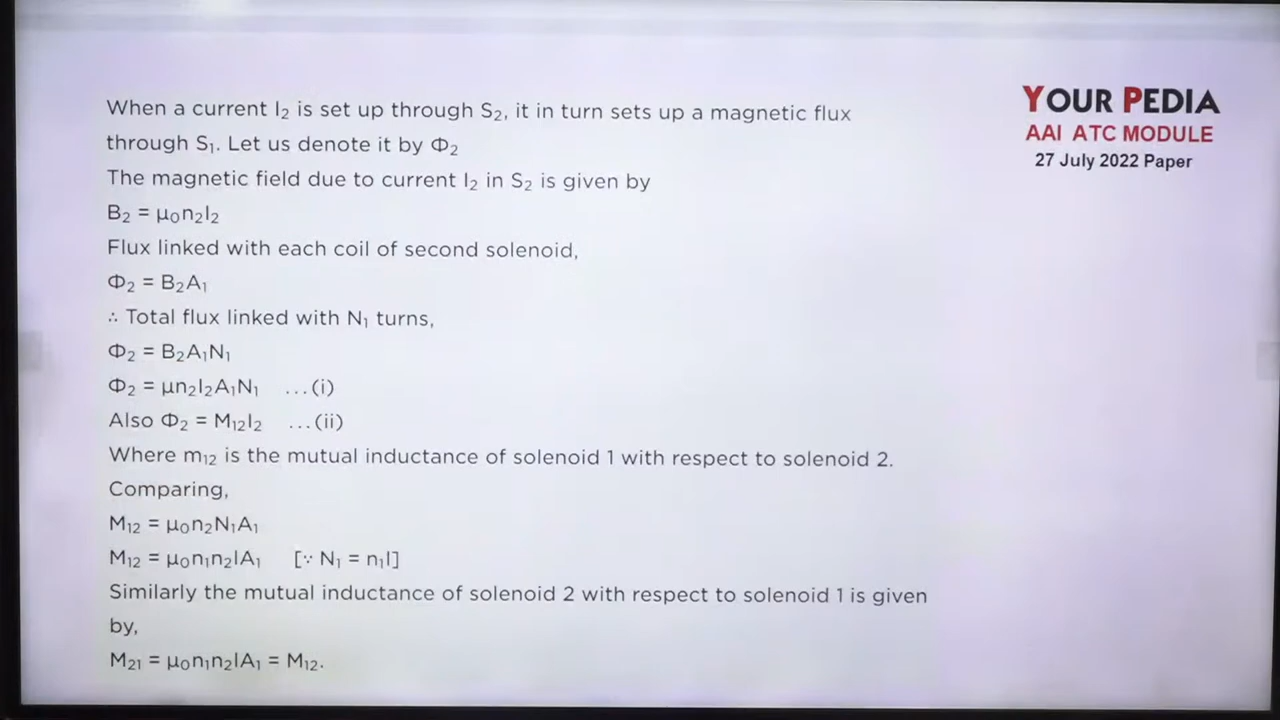 When a current I₂ is set up through S₂, it in turn sets up a magnetic flux
through S₁. Let us denote it by Φ₂
The magnetic field due to current I₂ in S₂ is given by
B₂ = μ₀n₂I₂
Flux linked with each coil of second solenoid,
Φ₂ = B₂A₁
∴ Total flux linked with N₁ turns,
Φ₂ = B₂A₁N₁
Φ₂ = μn₂I₂A₁N₁ ...(i)
Also Φ₂ = M₁₂I₂ ...(ii)
Where m₁₂ is the mutual inductance of solenoid 1 with respect to solenoid 2.
Comparing,
M₁₂ = μ₀n₂N₁A₁
M₁₂ = μ₀n₁n₂lA₁ [∵ N₁ = n₁l]
Similarly the mutual inductance of solenoid 2 with respect to solenoid 1 is given
by,
M₂₁ = μ₀n₁n₂lA₁ = M₁₂.
YOUR PEDIA
AAI ATC MODULE
27 July 2022 Paper